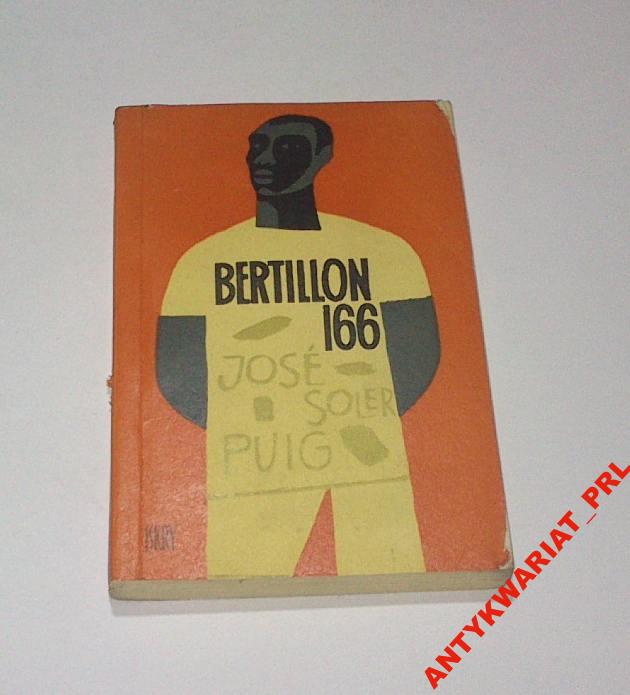 BERTILLON
166
JOSÉ
SOLER
PUIG
ISKRY
ANTYKWARIAT_PRL